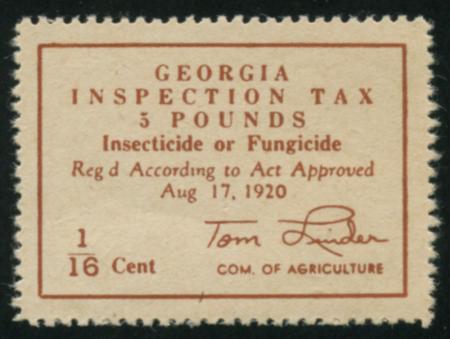 GEORGIA
INSPECTION TAX
5 POUNDS
Insecticide or Fungicide
Reg'd According to Act Approved
Aug 17, 1920
Tom Linder
1/16 Cent
COM. OF AGRICULTURE